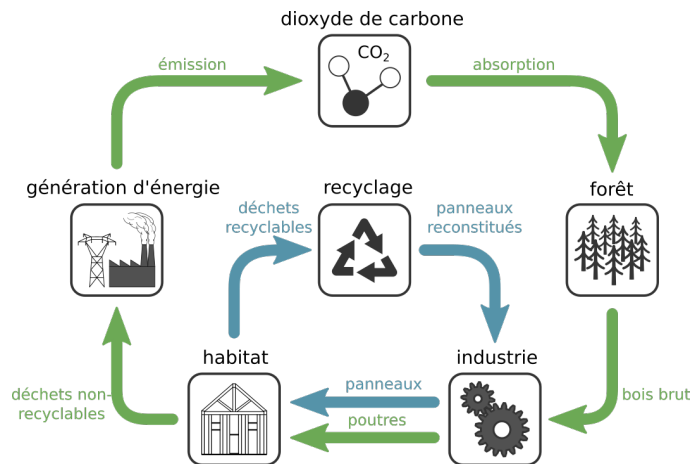 dioxyde de carbone
CO2
émission
absorption
génération d'énergie
recyclage
forêt
déchets
recyclables
panneaux
reconstitués
habitat
industrie
déchets non-
recyclables
panneaux
poutres
bois brut